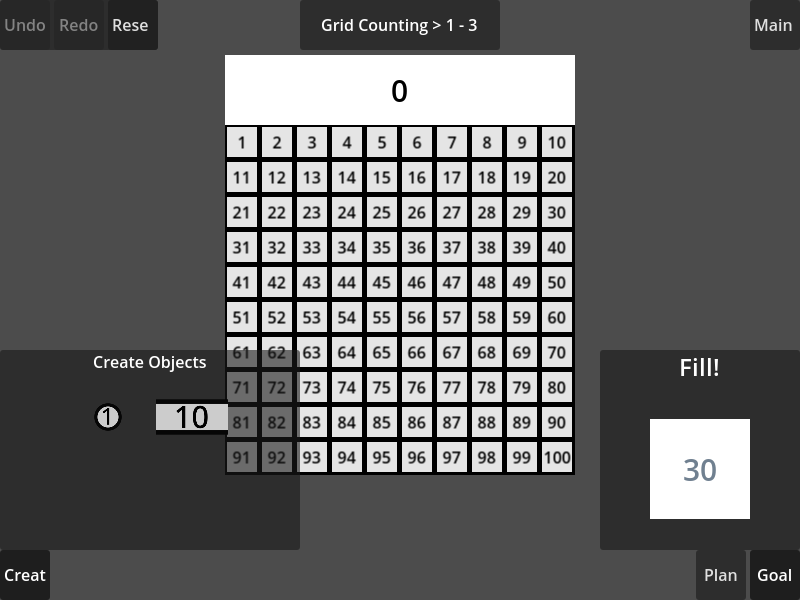 Undo Redo Rese
Grid Counting > 1 - 3
Main
0
1 2 3 4 5 6 7 8 9 10
11 12 13 14 15 16 17 18 19 20
21 22 23 24 25 26 27 28 29 30
31 32 33 34 35 36 37 38 39 40
41 42 43 44 45 46 47 48 49 50
51 52 53 54 55 56 57 58 59 60
61 62 63 64 65 66 67 68 69 70
71 72 73 74 75 76 77 78 79 80
81 82 83 84 85 86 87 88 89 90
91 92 93 94 95 96 97 98 99 100
Create Objects
1 10
Fill!
30
Creat
Plan Goal